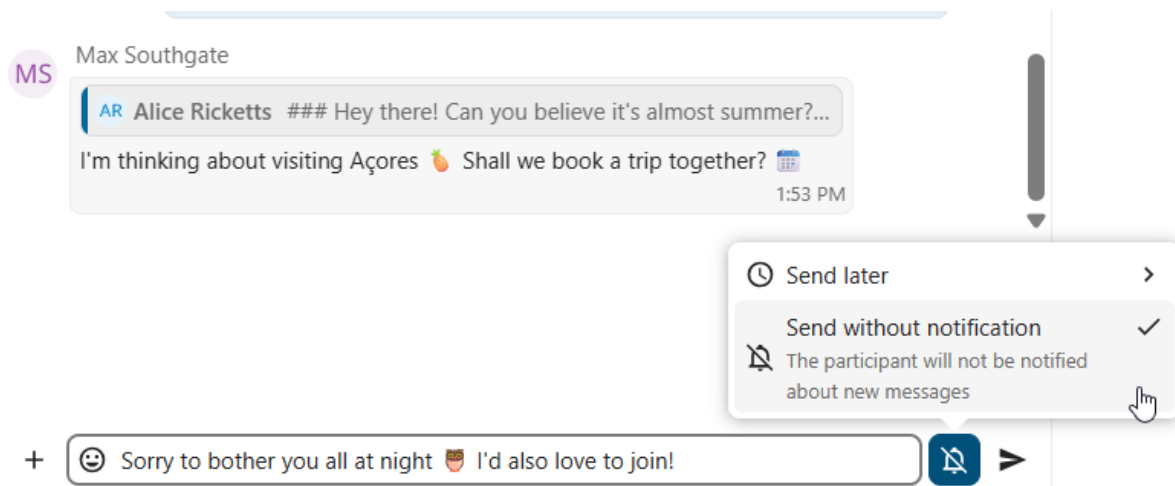 Max Southgate
MS
AR Alice Ricketts ### Hey there! Can you believe it's almost summer?...
I'm thinking about visiting Açores 🍍 Shall we book a trip together? 🗓️
1:53 PM
Send later
Send without notification
The participant will not be notified
about new messages
Sorry to bother you all at night 🦉 I'd also love to join!